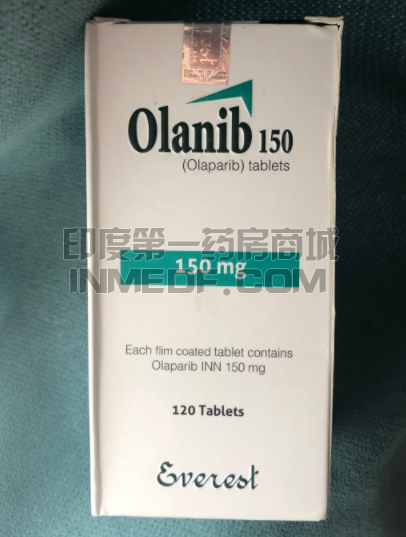 Olanib 150
(Olaparib) tablets
印度第一药房商城
INMEDF.COM
150 mg
Each flim coated tablet contains
Olaparib INN 150 mg
120 Tablets
Everest